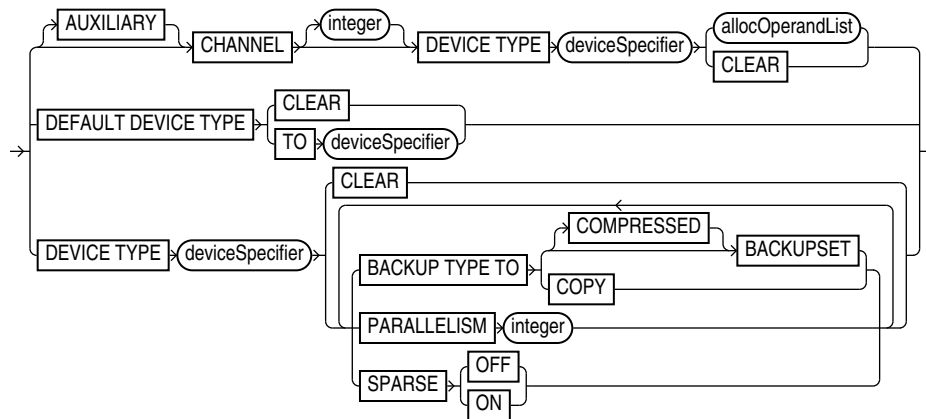 AUXILIARY integer allocOperandList
CHANNEL DEVICE TYPE deviceSpecifier
CLEAR
CLEAR
DEFAULT DEVICE TYPE
TO deviceSpecifier
CLEAR
COMPRESSED
DEVICE TYPE deviceSpecifier BACKUPSET
BACKUP TYPE TO
COPY
PARALLELISM integer
OFF
SPARSE
ON